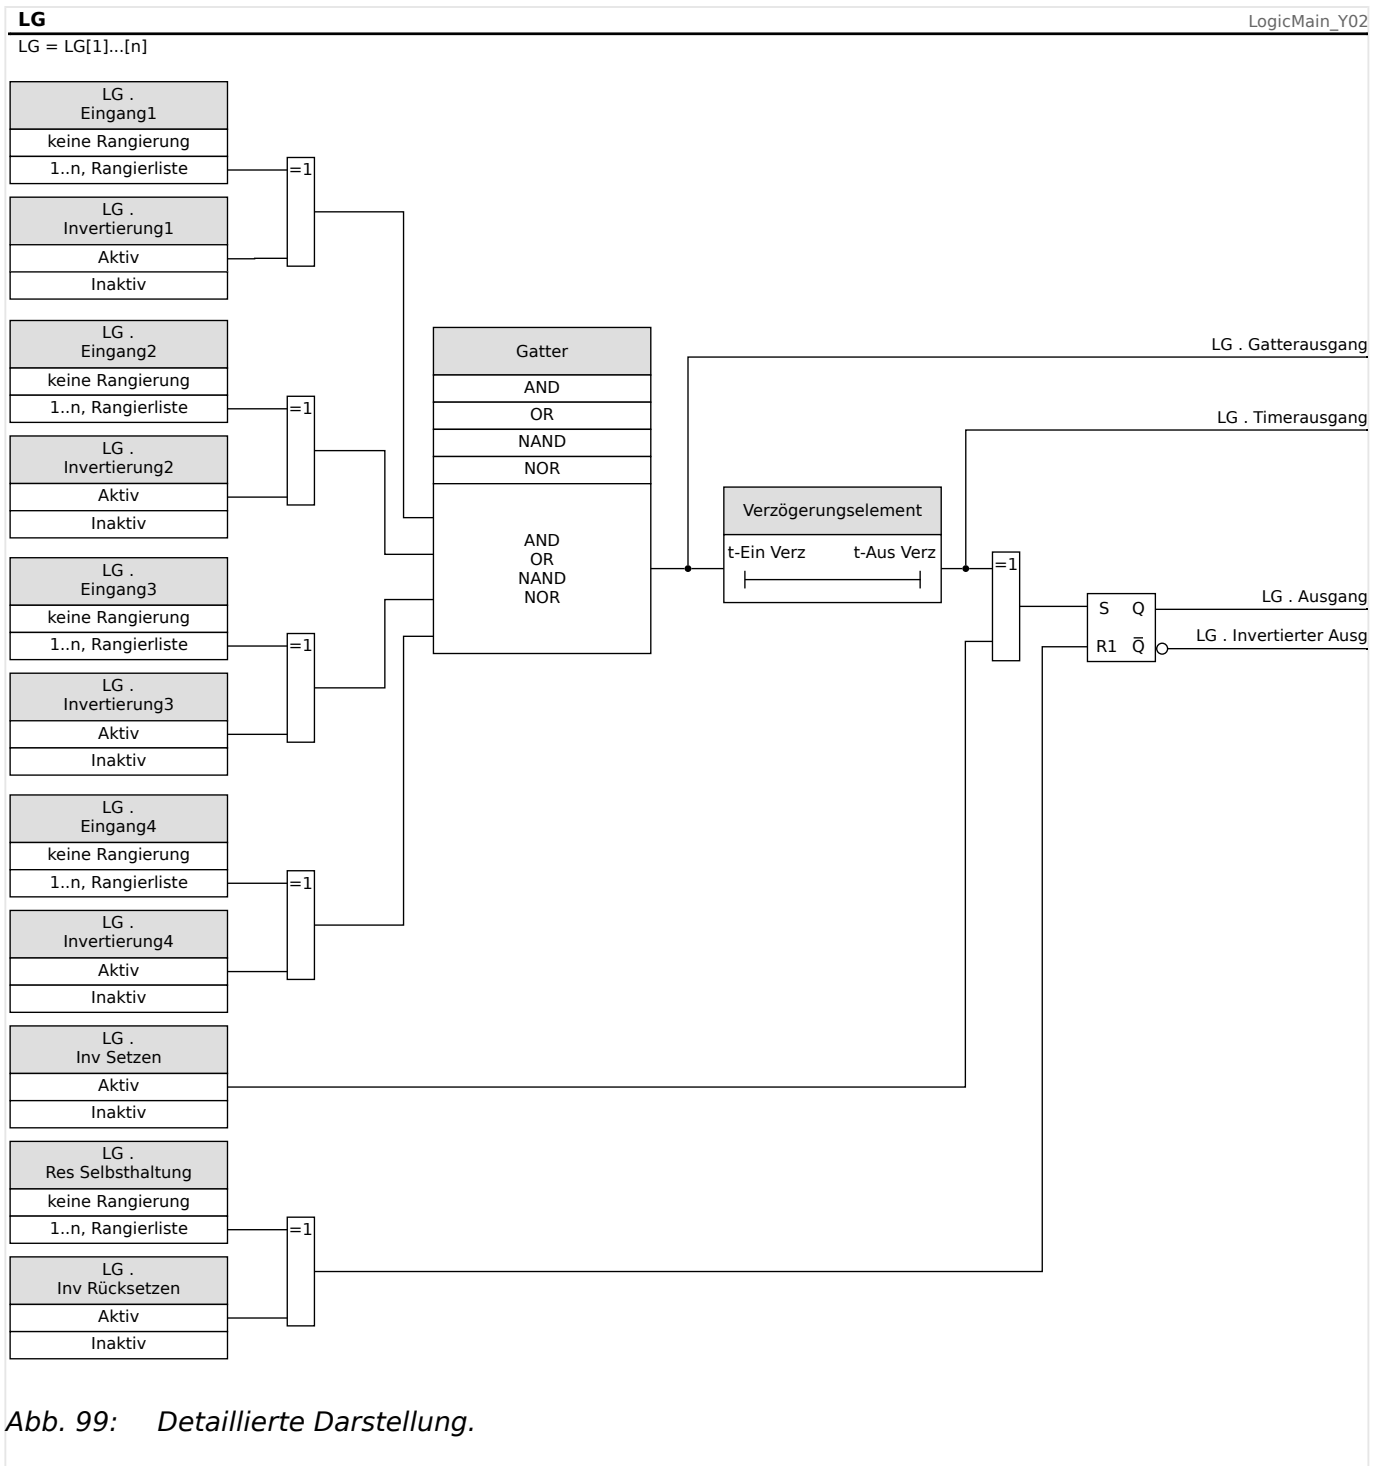 LG
LogicMain_Y02
LG = LG[1]...[n]
LG .
Eingang1
keine Rangierung
1..n, Rangierliste
=1
LG .
Invertierung1
Aktiv
Inaktiv
LG .
Eingang2
keine Rangierung
1..n, Rangierliste
=1
LG .
Invertierung2
Aktiv
Inaktiv
LG .
Eingang3
keine Rangierung
1..n, Rangierliste
=1
LG .
Invertierung3
Aktiv
Inaktiv
LG .
Eingang4
keine Rangierung
1..n, Rangierliste
=1
LG .
Invertierung4
Aktiv
Inaktiv
LG .
Inv Setzen
Aktiv
Inaktiv
LG .
Res Selbsthaltung
keine Rangierung
1..n, Rangierliste
=1
LG .
Inv Rücksetzen
Aktiv
Inaktiv
Gatter
AND
OR
NAND
NOR
AND
OR
NAND
NOR
Verzögerungselement
t-Ein Verz t-Aus Verz
=1
S Q
R1 Q̅
LG . Gatterausgang
LG . Timerausgang
LG . Ausgang
LG . Invertierter Ausg
Abb. 99: Detaillierte Darstellung.